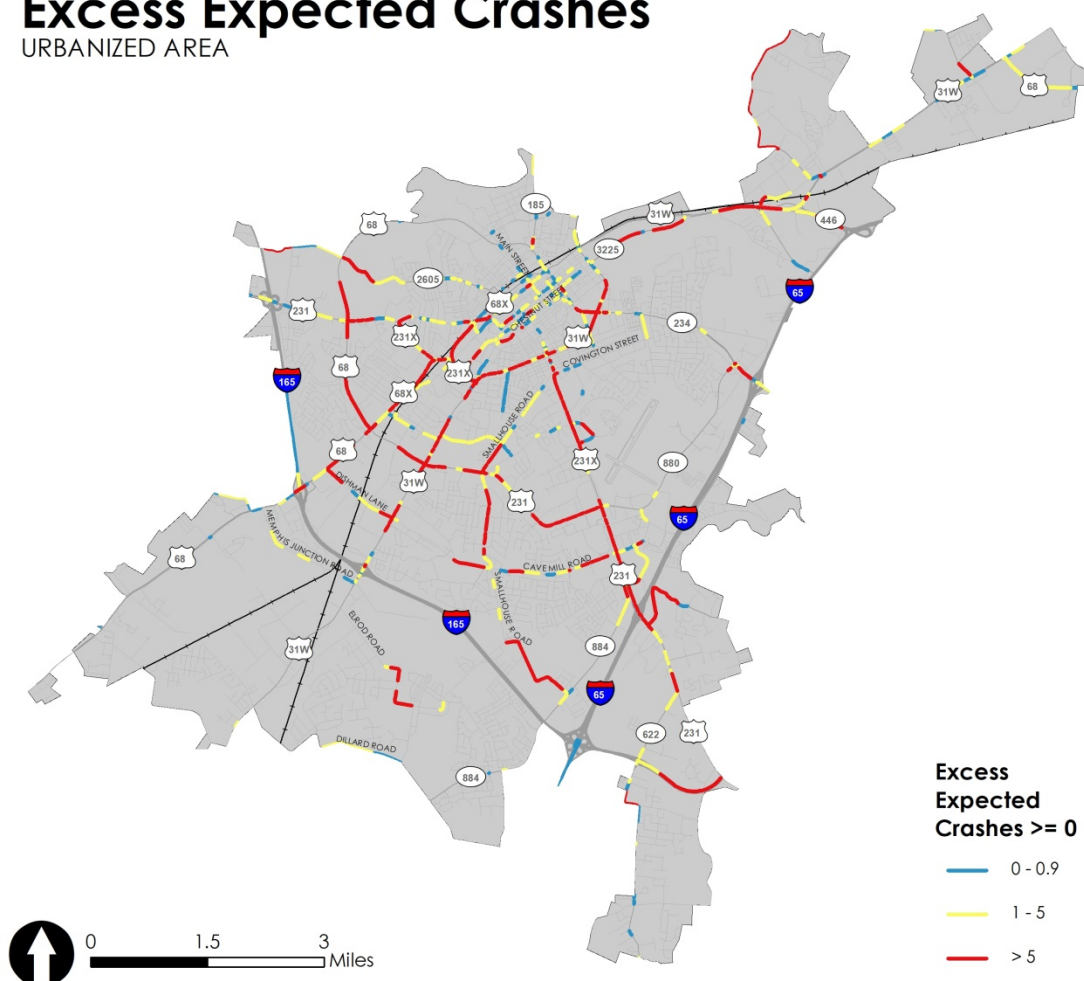 Excess Expected Crashes
URBANIZED AREA
31W
68
185
68
31W
446
3225
MAIN STREET
2605
65
68X
231
CHESTNUT STREET
234
231X
31W
COVINGTON STREET
68
231X
165
68X
SMALLHOUSE ROAD
68
231X
880
31W
DISHMAN LANE
231
65
MEMPHIS JUNCTION ROAD
68
CAVE MILL ROAD
231
SMALLHOUSE ROAD
165
ELROD ROAD
31W
884
65
622
231
DILLARD ROAD
884
Excess
Expected
Crashes >= 0
0 - 0.9
1 - 5
> 5
0 1.5 3
Miles